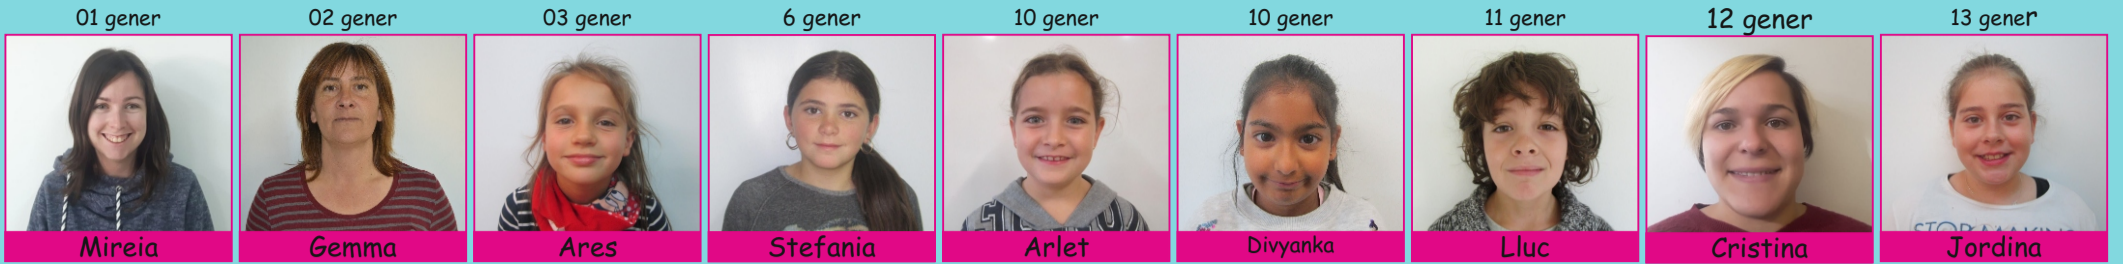 01 gener
02 gener
03 gener
6 gener
10 gener
10 gener
11 gener
12 gener
13 gener
Mireia
Gemma
Ares
Stefania
Arlet
Divyanka
Lluc
Cristina
Jordina